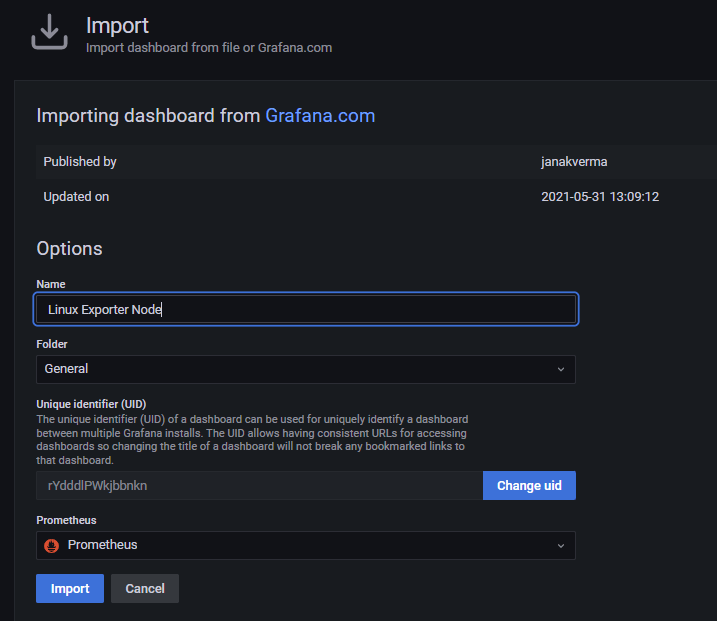 Import
Import dashboard from file or Grafana.com
Importing dashboard from Grafana.com
Published by janakverma
Updated on 2021-05-31 13:09:12
Options
Name
Linux Exporter Node
Folder
General
Unique identifier (UID)
The unique identifier (UID) of a dashboard can be used for uniquely identify a dashboard
between multiple Grafana installs. The UID allows having consistent URLs for accessing
dashboards so changing the title of a dashboard will not break any bookmarked links to
that dashboard.
rYdddlPWkjbbnkn Change uid
Prometheus
Prometheus
Import Cancel